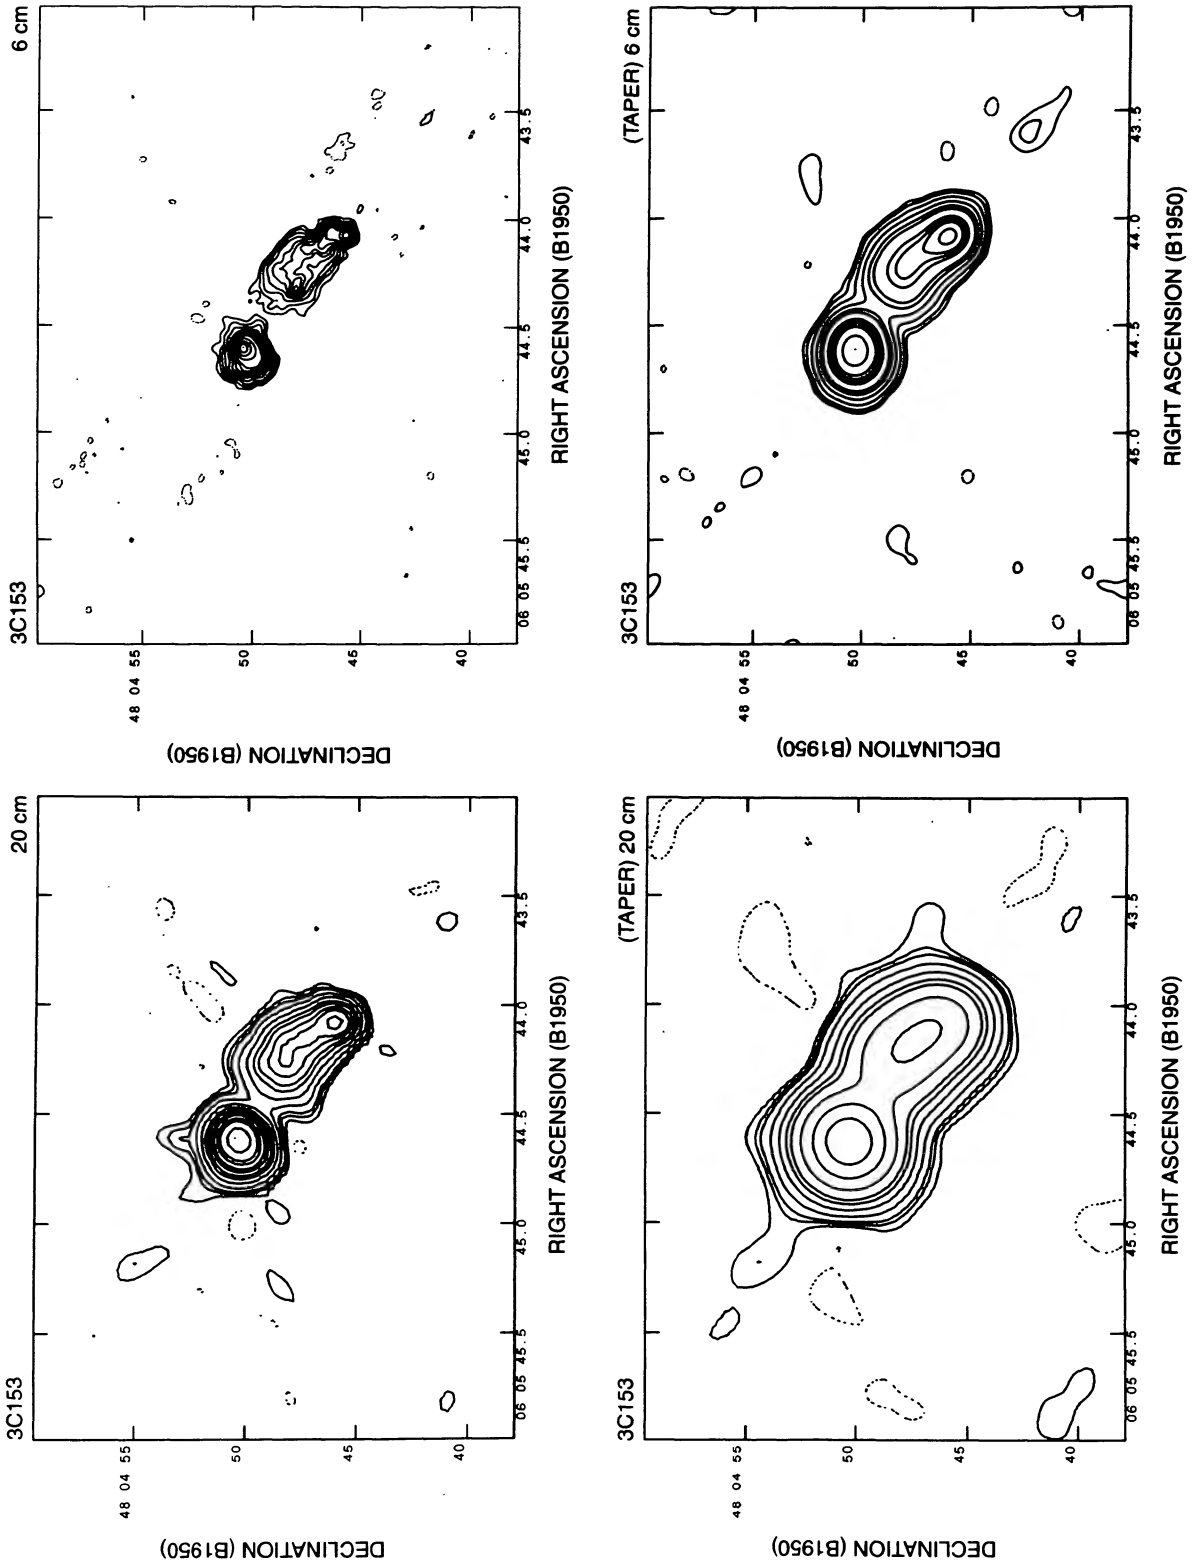 3C153 20 cm
48 04 55
50
45
40
DECLINATION (B1950)
06 05 45.5 45.0 44.5 44.0 43.5
RIGHT ASCENSION (B1950)
3C153 6 cm
48 04 55
50
45
40
DECLINATION (B1950)
06 05 45.5 45.0 44.5 44.0 43.5
RIGHT ASCENSION (B1950)
3C153 (TAPER) 20 cm
48 04 55
50
45
40
DECLINATION (B1950)
06 05 45.5 45.0 44.5 44.0 43.5
RIGHT ASCENSION (B1950)
3C153 (TAPER) 6 cm
48 04 55
50
45
40
DECLINATION (B1950)
06 05 45.5 45.0 44.5 44.0 43.5
RIGHT ASCENSION (B1950)